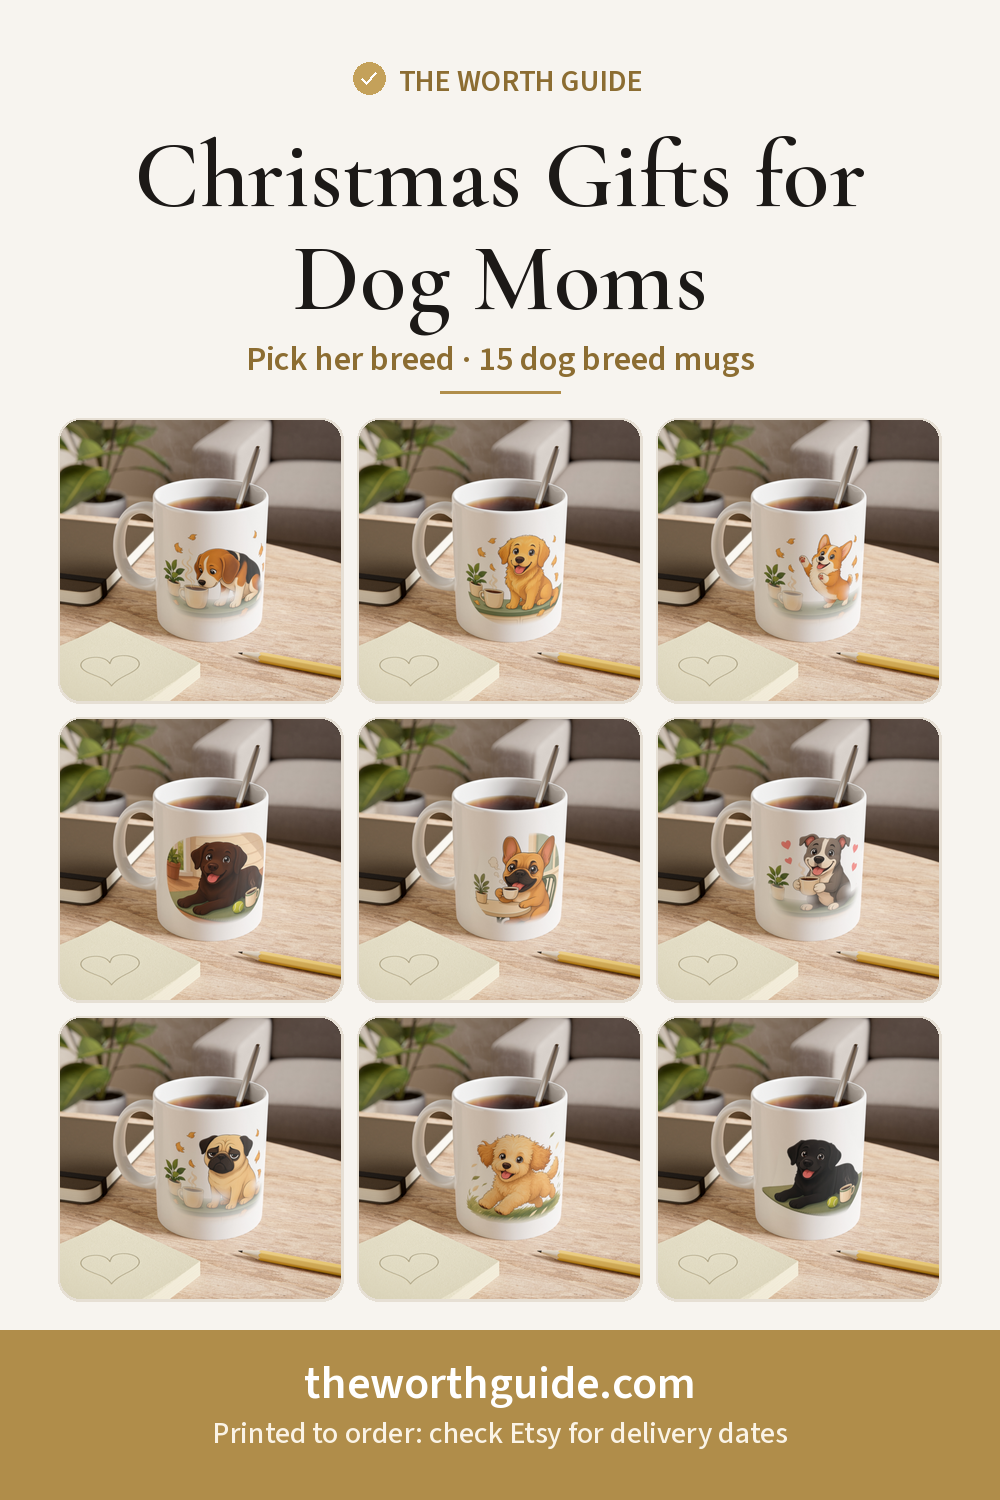 THE WORTH GUIDE
Christmas Gifts for
Dog Moms
Pick her breed · 15 dog breed mugs
theworthguide.com
Printed to order: check Etsy for delivery dates